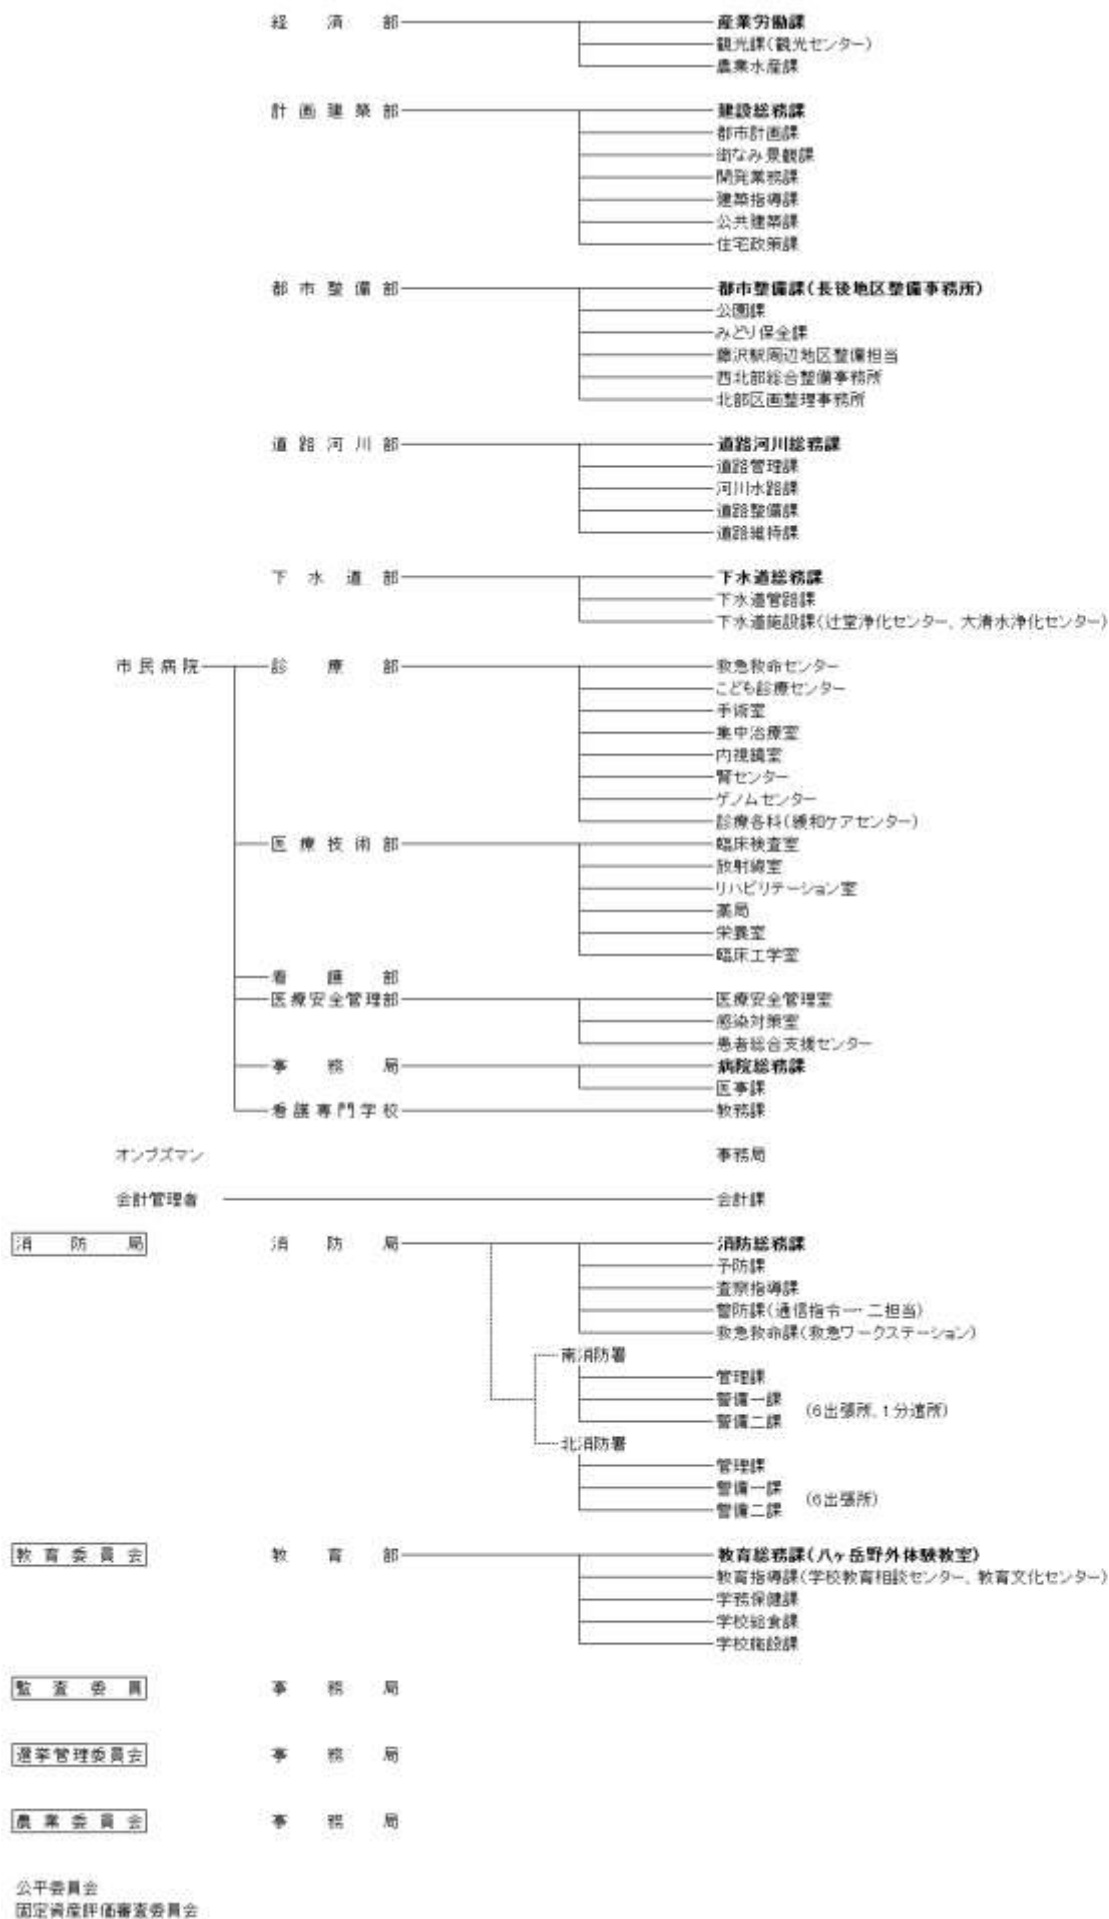 経済部 産業労働課
観光課(観光センター)
農業水産課
計画建築部 建設総務課
都市計画課
街なみ景観課
開発業務課
建築指導課
公共建築課
住宅政策課
都市整備部 都市整備課(長後地区整備事務所)
公園課
みどり保全課
藤沢駅周辺地区整備担当
西北部総合整備事務所
北部区画整理事務所
道路河川部 道路河川総務課
道路管理課
河川水路課
道路整備課
道路維持課
下水道部 下水道総務課
下水道管路課
下水道施設課(辻堂浄化センター、大清水浄化センター)
市民病院 診療部 救急救命センター
こども診療センター
手術室
集中治療室
内視鏡室
腎センター
ゲノムセンター
診療各科(緩和ケアセンター)
医療技術部 臨床検査室
放射線室
リハビリテーション室
薬局
栄養室
臨床工学室
看護部
医療安全管理部 医療安全管理室
感染対策室
患者総合支援センター
事務局 病院総務課
医事課
看護専門学校 教務課
オンブズマン 事務局
会計管理者 会計課
消防局 消防局 消防総務課
予防課
査察指導課
警防課(通信指令一・二担当)
救急救命課(救急ワークステーション)
南消防署
管理課
警備一課 (6出張所、1分遣所)
警備二課
北消防署
管理課
警備一課 (6出張所)
警備二課
教育委員会 教育部 教育総務課(八ヶ岳野外体験教室)
教育指導課(学校教育相談センター、教育文化センター)
学務保健課
学校給食課
学校施設課
監査委員 事務局
選挙管理委員会 事務局
農業委員会 事務局
公平委員会
固定資産評価審査委員会